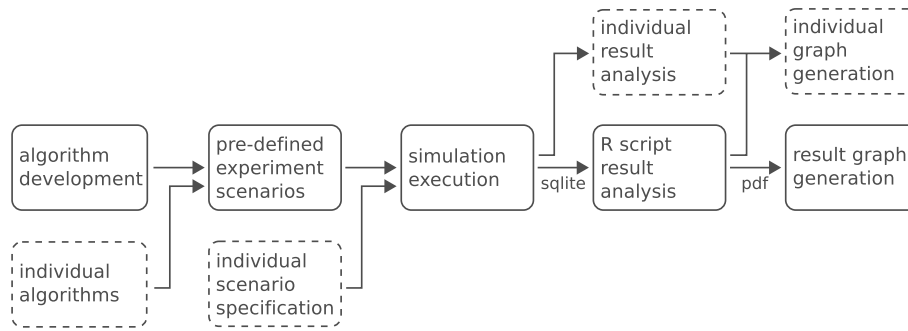 individual
result
analysis
individual
graph
generation
algorithm
development
pre-defined
experiment
scenarios
simulation
execution
sqlite
R script
result
analysis
pdf
result graph
generation
individual
algorithms
individual
scenario
specification